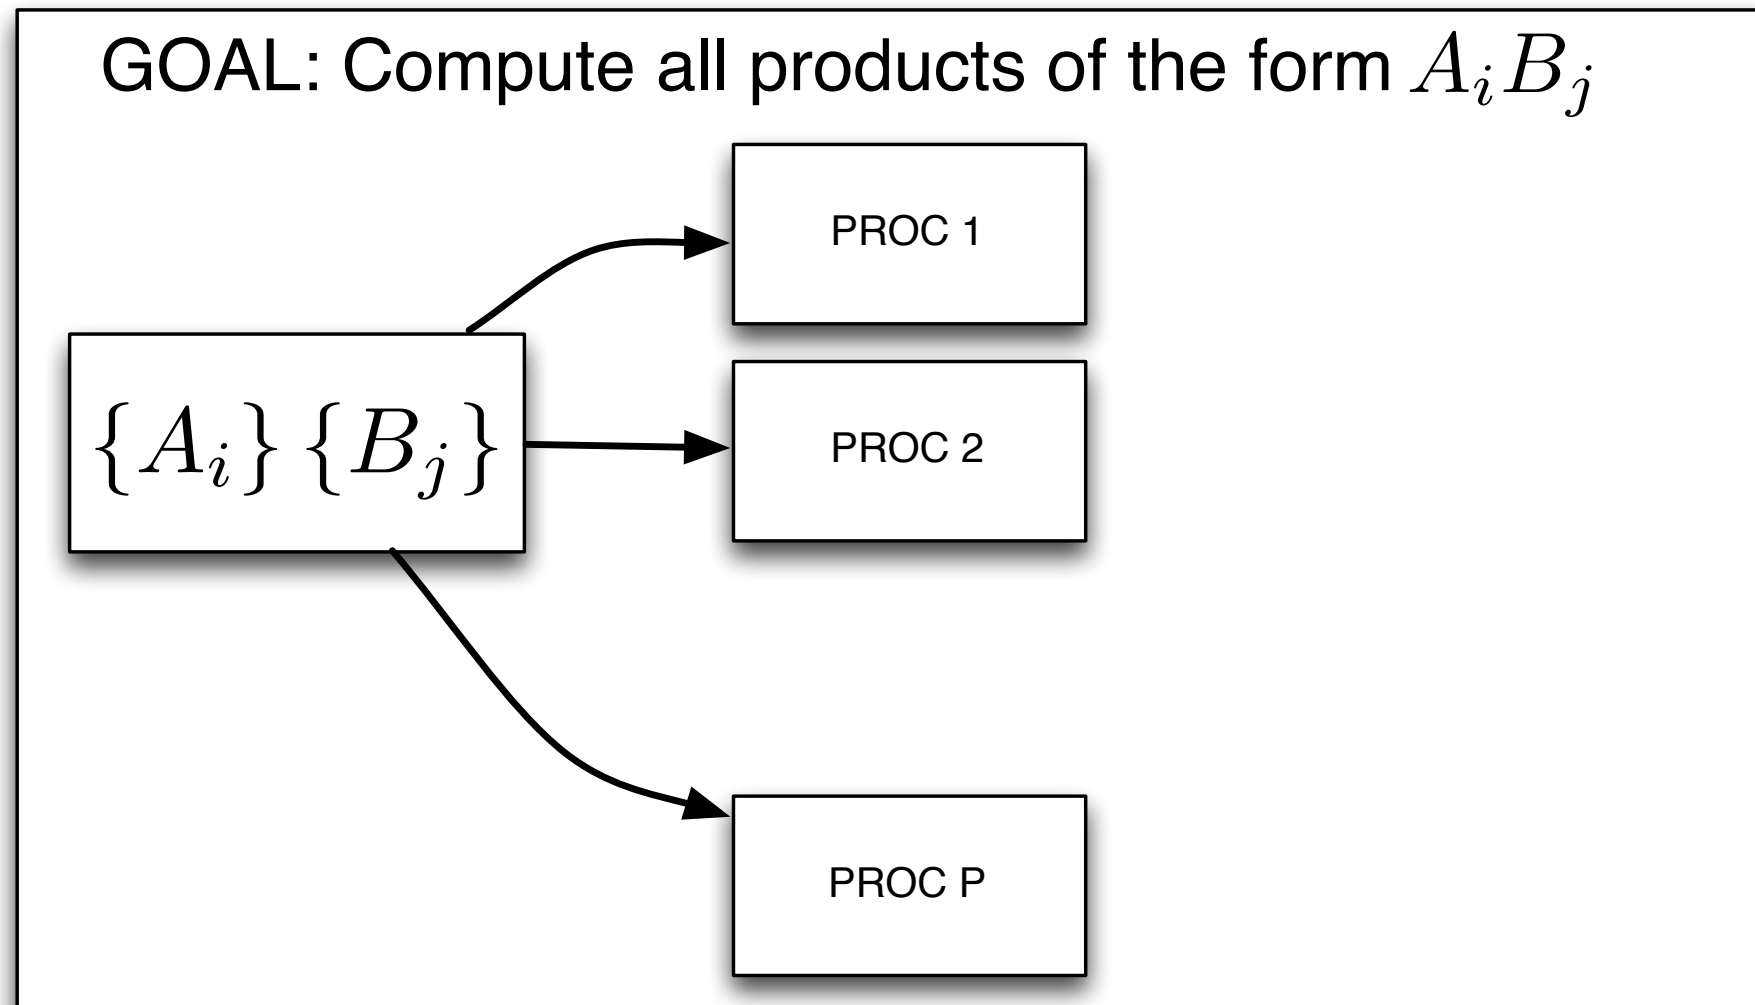 GOAL: Compute all products of the form $A_i B_j$
PROC 1
$\{A_i\} \{B_j\}$
PROC 2
PROC P